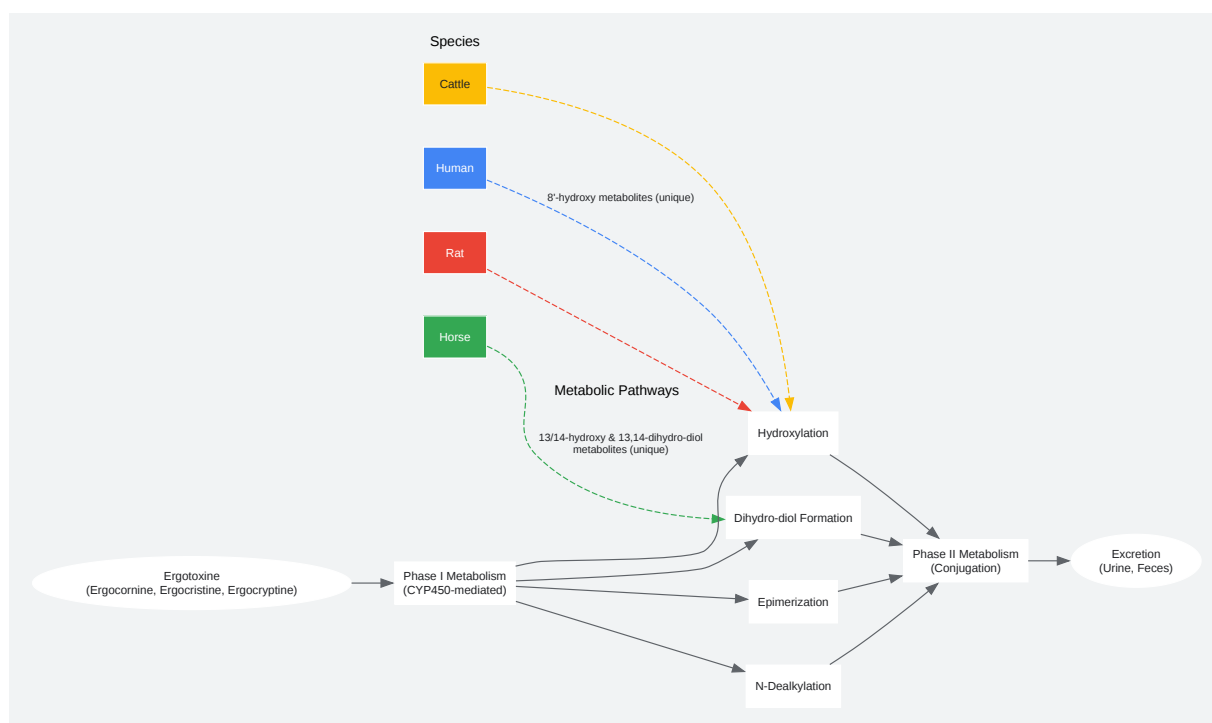 Species
Cattle
Human
8'-hydroxy metabolites (unique)
Rat
Horse
Metabolic Pathways
13/14-hydroxy & 13,14-dihydro-diol
metabolites (unique)
Hydroxylation
Dihydro-diol Formation
Ergotoxine
(Ergocornine, Ergocristine, Ergocryptine)
Phase I Metabolism
(CYP450-mediated)
Epimerization
N-Dealkylation
Phase II Metabolism
(Conjugation)
Excretion
(Urine, Feces)